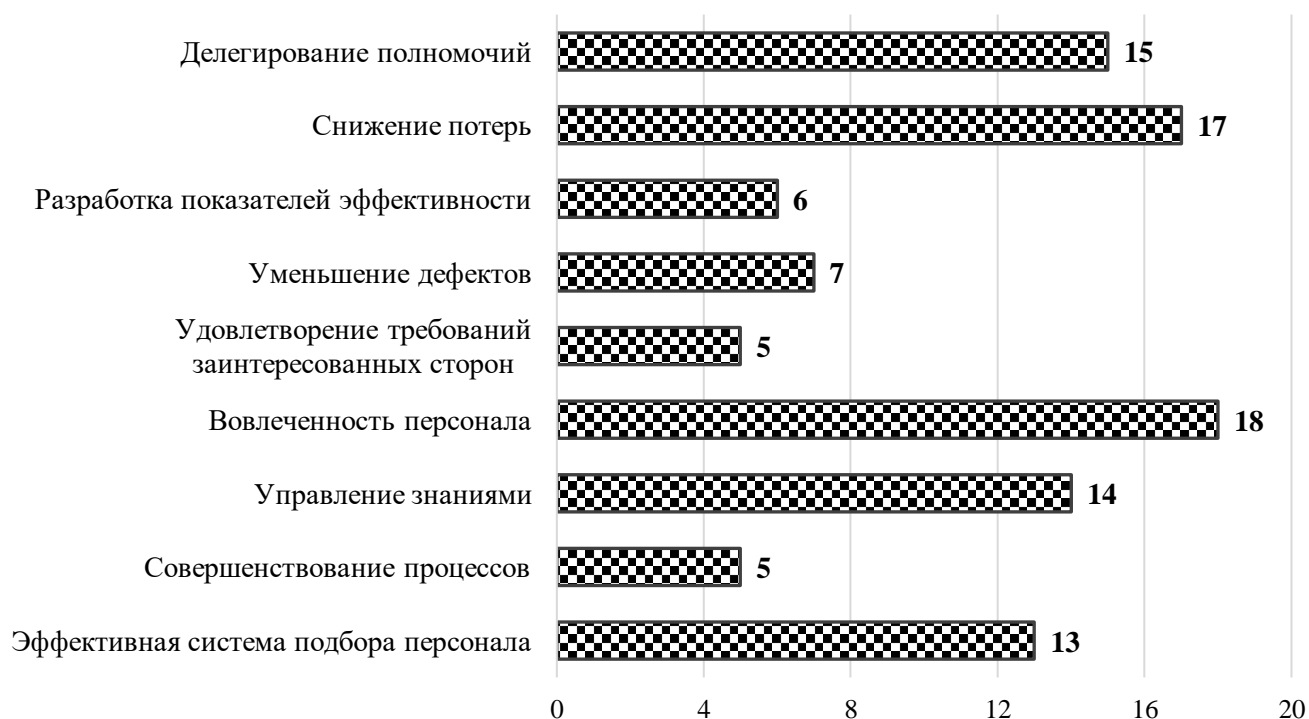 Делегирование полномочий
15
Снижение потерь
17
Разработка показателей эффективности
6
Уменьшение дефектов
7
Удовлетворение требований
заинтересованных сторон
5
Вовлеченность персонала
18
Управление знаниями
14
Совершенствование процессов
5
Эффективная система подбора персонала
13
0 4 8 12 16 20